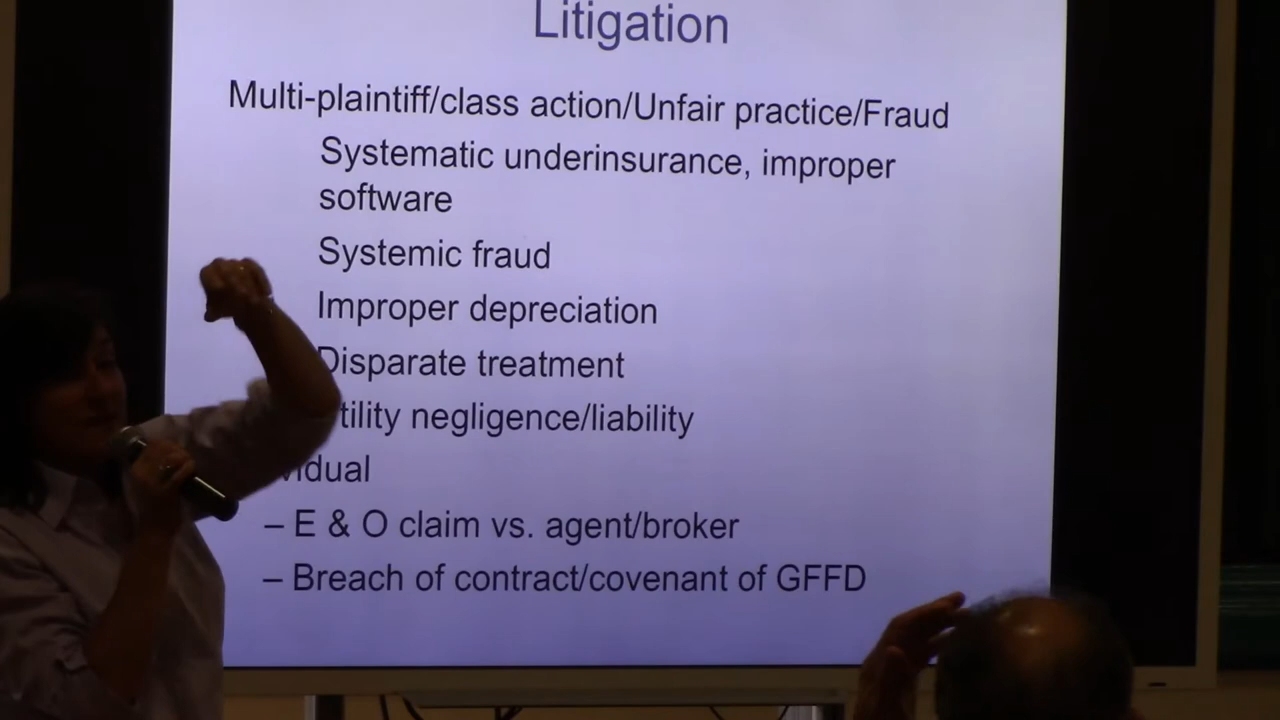 Litigation
Multi-plaintiff/class action/Unfair practice/Fraud
Systematic underinsurance, improper
software
Systemic fraud
Improper depreciation
Disparate treatment
tility negligence/liability
vidual
– E & O claim vs. agent/broker
– Breach of contract/covenant of GFFD